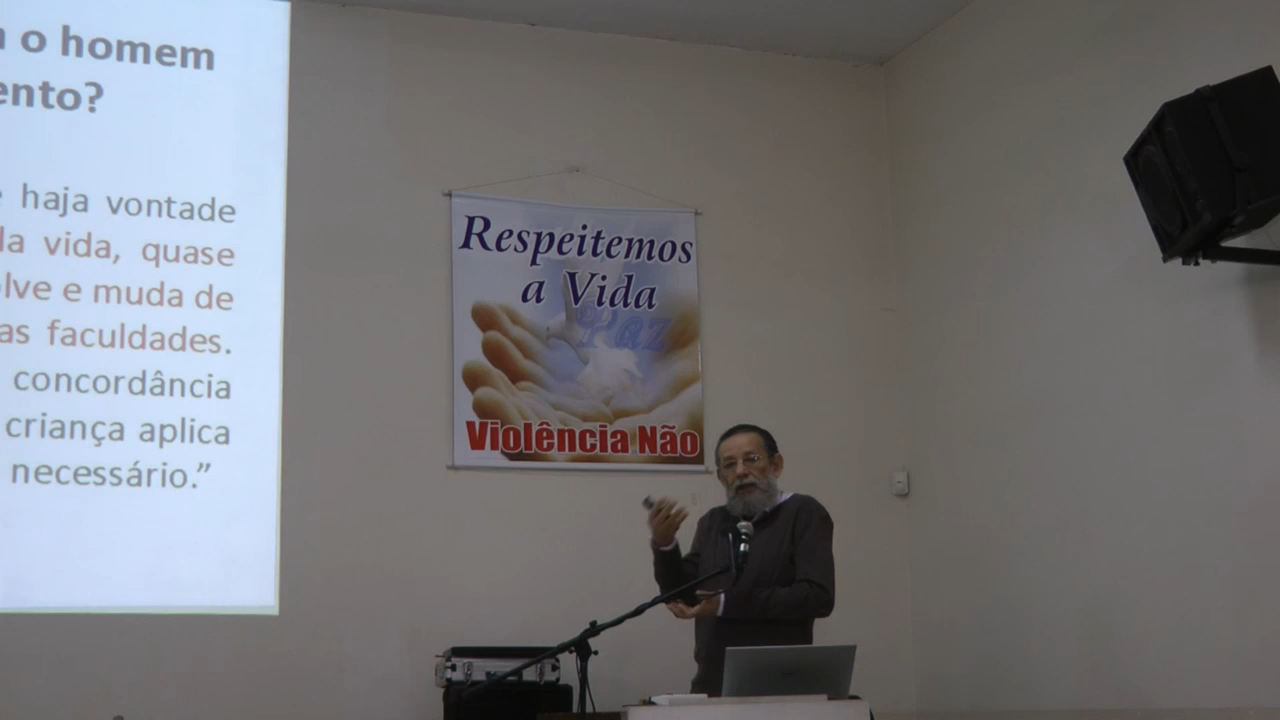 o homem
ento?
haja vontade
la vida, quase
lve e muda de
as faculdades.
concordância
criança aplica
necessário.”
Respeitemos
a Vida
Paz
Violência Não